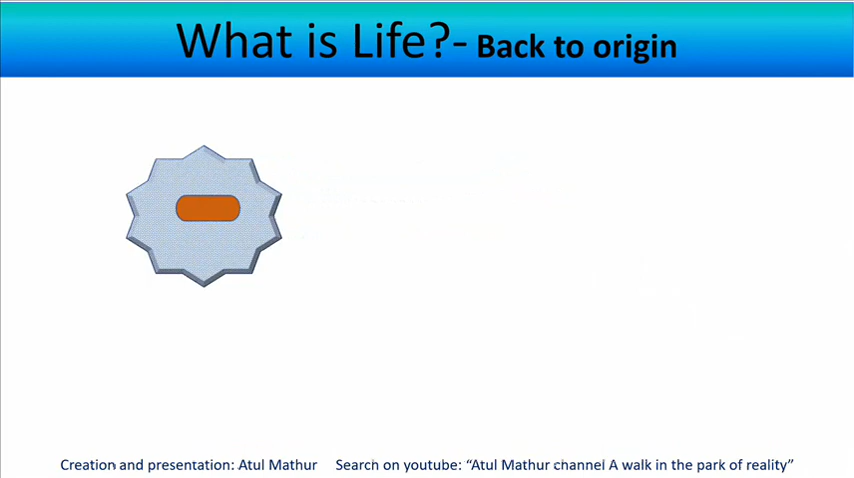 What is Life?- Back to origin
Creation and presentation: Atul Mathur Search on youtube: “Atul Mathur channel A walk in the park of reality”